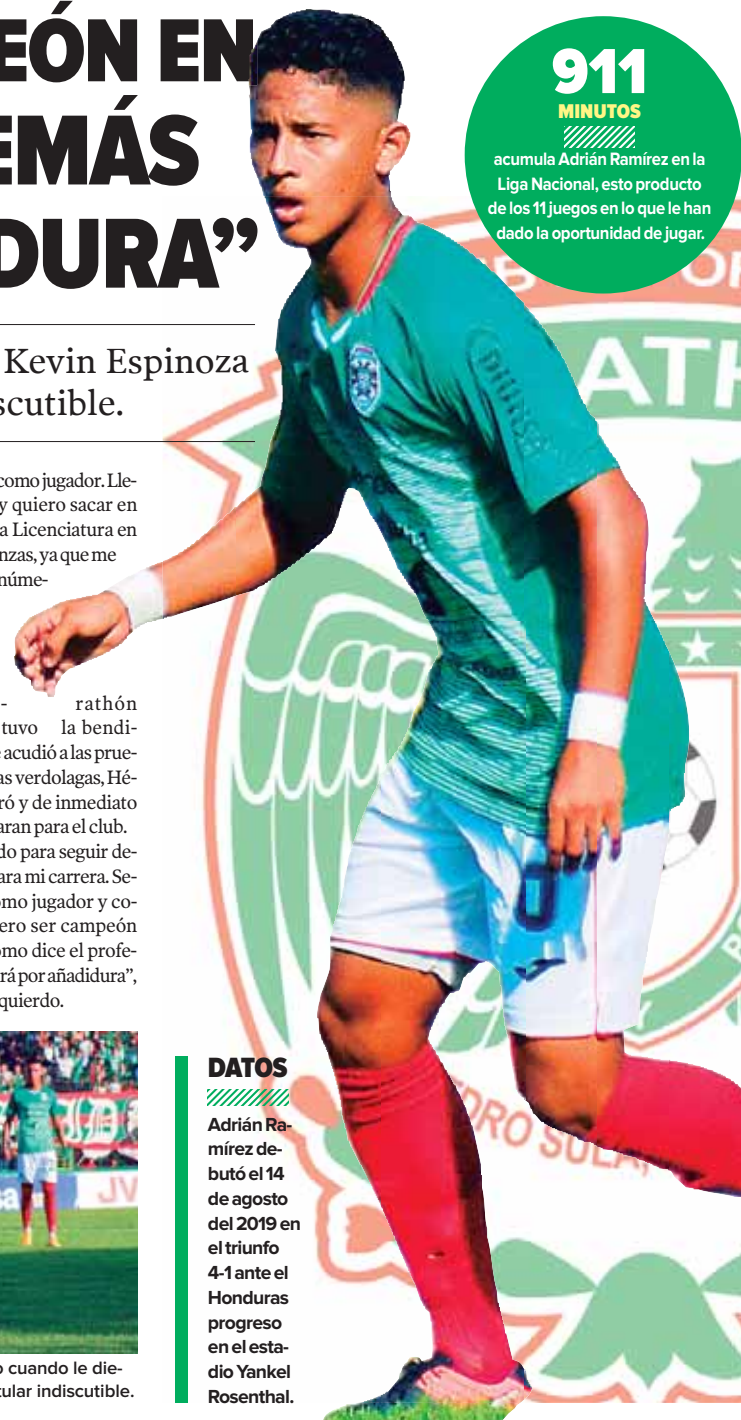 EÓN EN
EMÁS
DURA”
Kevin Espinoza
scutible.
como jugador. Lle-
y quiero sacar en
a Licenciatura en
nzas, ya que me
núme-
- rathón
tuvo la bendi-
e acudió a las prue-
as verdolagas, Hé-
ró y de inmediato
aran para el club.
do para seguir de-
ara mi carrera. Se-
omo jugador y co-
ero ser campeón
omo dice el profe-
rá por añadidura”,
quierdo.
o cuando le die-
tular indiscutible.
911
MINUTOS
acumula Adrián Ramírez en la
Liga Nacional, esto producto
de los 11 juegos en lo que le han
dado la oportunidad de jugar.
ATH
DATOS
Adrián Ra-
mírez de-
butó el 14
de agosto
del 2019 en
el triunfo
4-1 ante el
Honduras
progreso
en el esta-
dio Yankel
Rosenthal.
DRO SULA,
JV